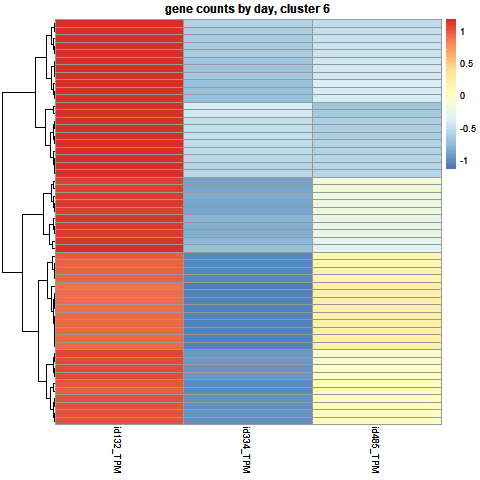 gene counts by day, cluster 6
1
0.5
0
-0.5
-1
id132_TPM
id334_TPM
id485_TPM